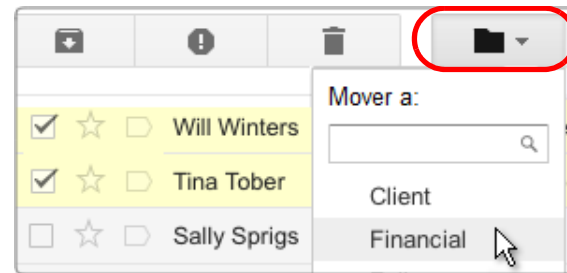 Mover a:
Will Winters
Tina Tober
Client
Sally Sprigs
Financial